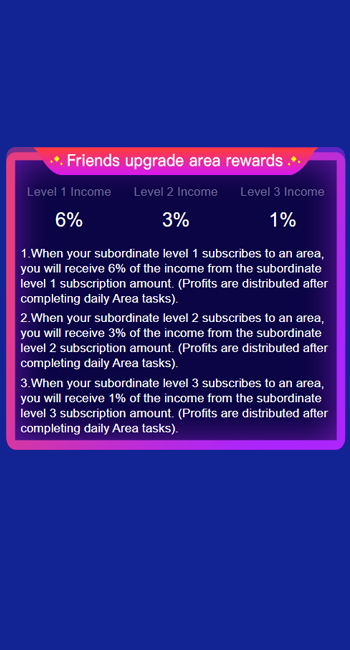 Friends upgrade area rewards
Level 1 Income Level 2 Income Level 3 Income
6% 3% 1%
1.When your subordinate level 1 subscribes to an area,
you will receive 6% of the income from the subordinate
level 1 subscription amount. (Profits are distributed after
completing daily Area tasks).
2.When your subordinate level 2 subscribes to an area,
you will receive 3% of the income from the subordinate
level 2 subscription amount. (Profits are distributed after
completing daily Area tasks).
3.When your subordinate level 3 subscribes to an area,
you will receive 1% of the income from the subordinate
level 3 subscription amount. (Profits are distributed after
completing daily Area tasks).